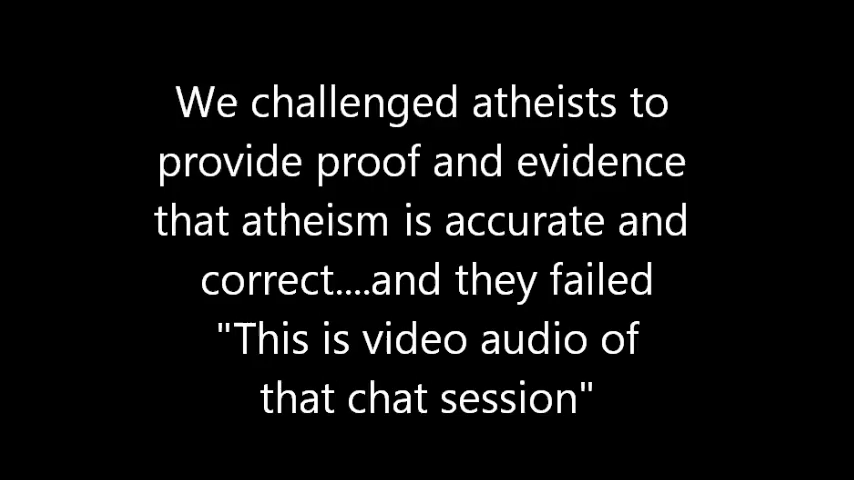 We challenged atheists to
provide proof and evidence
that atheism is accurate and
correct....and they failed
"This is video audio of
that chat session"